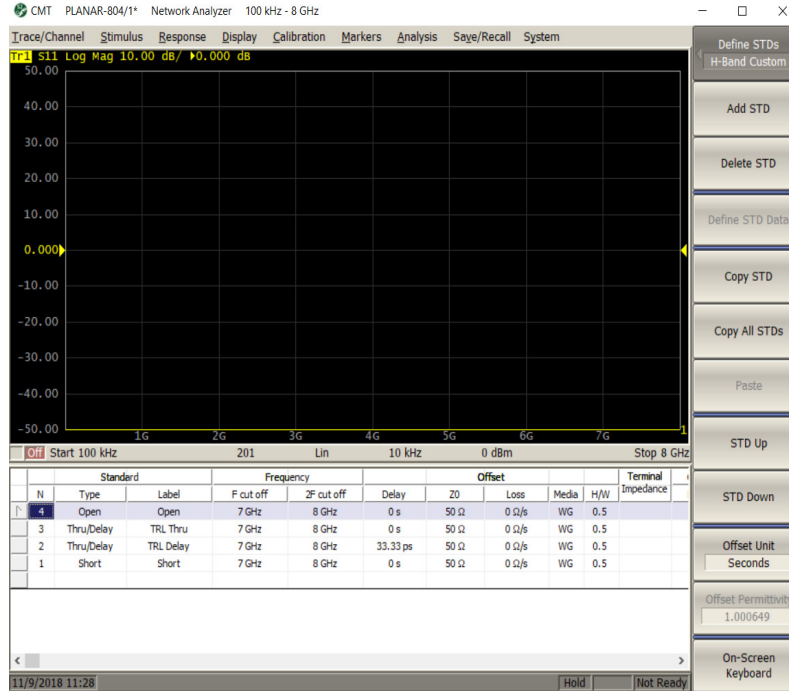 CMT PLANAR-804/1* Network Analyzer 100 kHz - 8 GHz
Trace/Channel Stimulus Response Display Calibration Markers Analysis Save/Recall System
Tr1 S11 Log Mag 10.00 dB/ 0.000 dB
50.00
40.00
30.00
20.00
10.00
0.000
-10.00
-20.00
-30.00
-40.00
-50.00
1G 2G 3G 4G 5G 6G 7G 1
Off Start 100 kHz 201 Lin 10 kHz 0 dBm Stop 8 GHz
Standard Frequency Offset Terminal Impedance
N Type Label F cut off 2F cut off Delay Z0 Loss Media H/W
4 Open Open 7 GHz 8 GHz 0 s 50 Ω 0 Ω/s WG 0.5
3 Thru/Delay TRL Thru 7 GHz 8 GHz 0 s 50 Ω 0 Ω/s WG 0.5
2 Thru/Delay TRL Delay 7 GHz 8 GHz 33.33 ps 50 Ω 0 Ω/s WG 0.5
1 Short Short 7 GHz 8 GHz 0 s 50 Ω 0 Ω/s WG 0.5
11/9/2018 11:28 Hold Not Ready
Define STDs
H-Band Custom
Add STD
Delete STD
Define STD Data
Copy STD
Copy All STDs
Paste
STD Up
STD Down
Offset Unit
Seconds
Offset Permittivity
1.000649
On-Screen
Keyboard